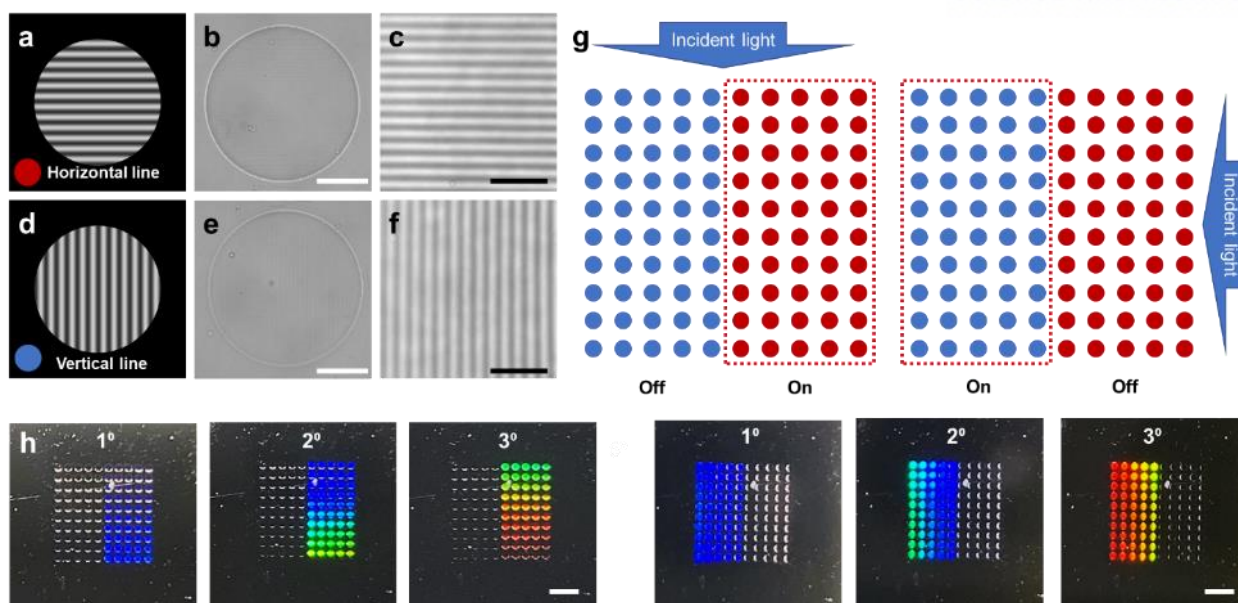 a
b
c
g
Incident light
Horizontal line
d
e
f
Incident light
Vertical line
Off
On
On
Off
h
1º
2º
3º
1º
2º
3º